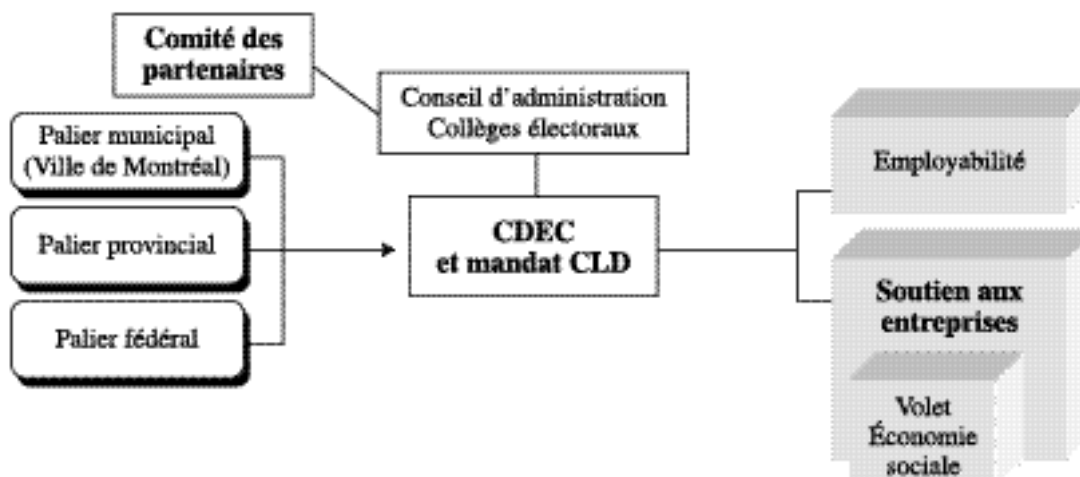 Comité des
partenaires
Conseil d'administration
Collèges électoraux
Palier municipal
(Ville de Montréal)
Palier provincial
Palier fédéral
CDEC
et mandat CLD
Employabilité
Soutien aux
entreprises
Volet
Économie
sociale